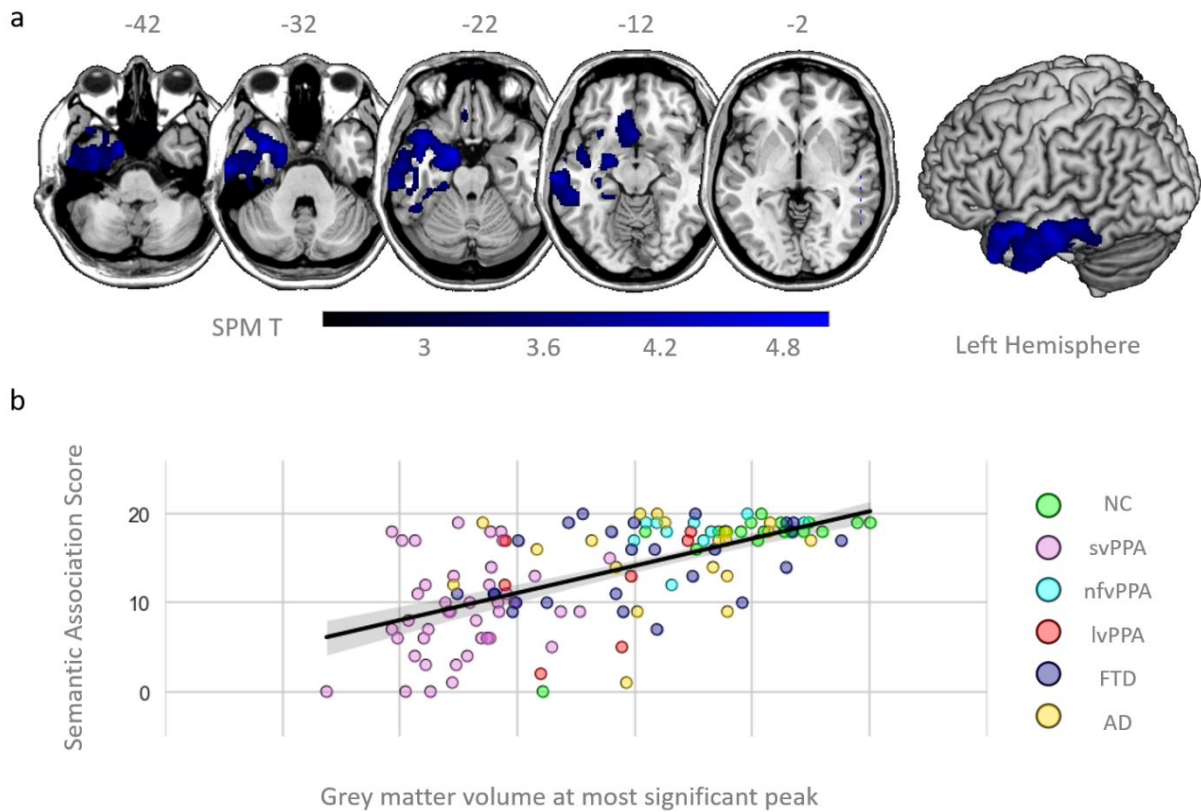 a
-42 -32 -22 -12 -2
SPM T
3 3.6 4.2 4.8
Left Hemisphere
b
Semantic Association Score
20
10
0
Grey matter volume at most significant peak
NC
svPPA
nfvPPA
lvPPA
FTD
AD